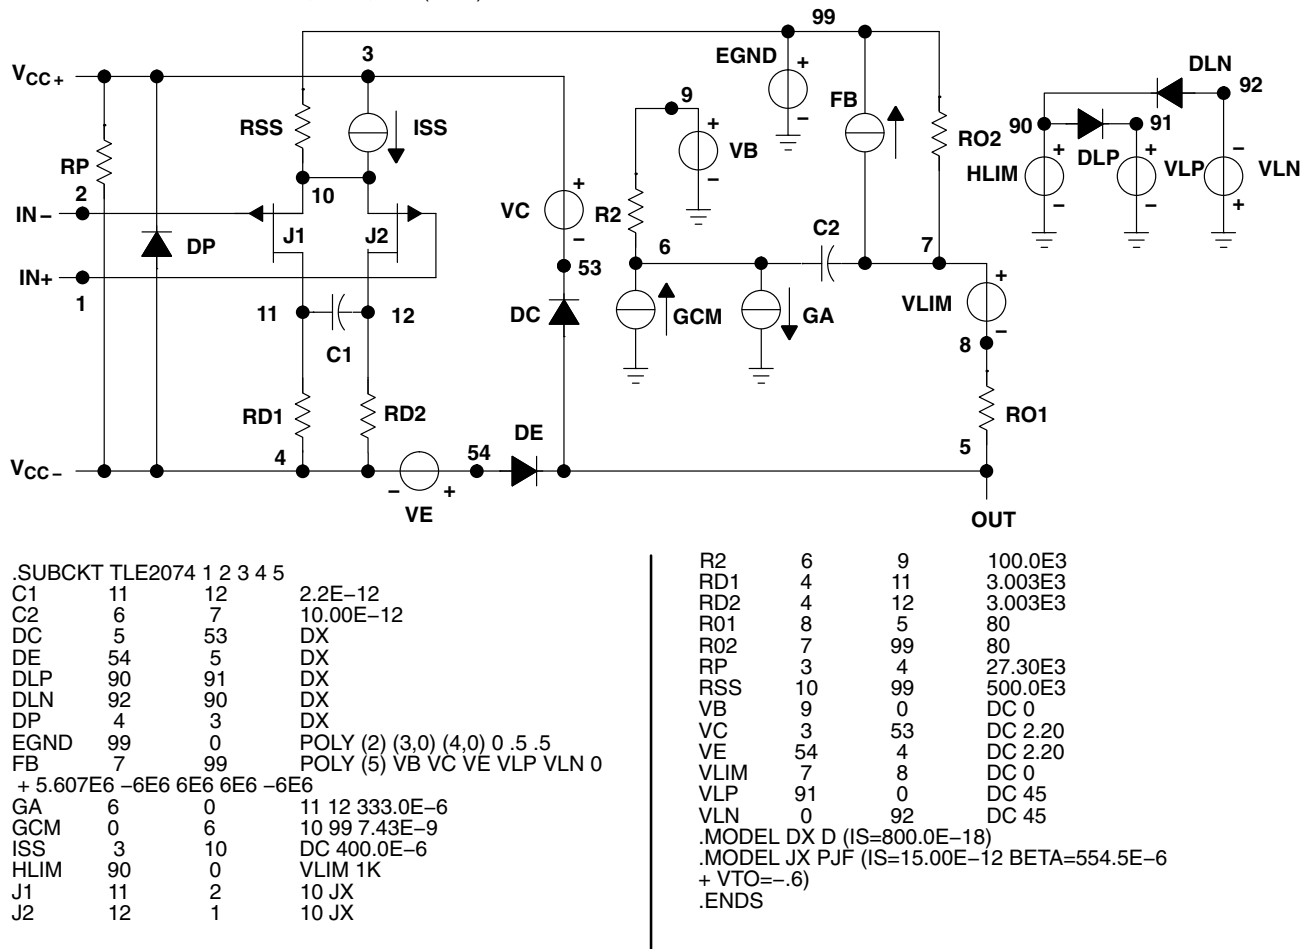 99
3
EGND
+
−
DLN
92
VCC+
9
FB
RSS
ISS
+
VB
−
RO2
90
91
DLP
HLIM
+
−
+
−
VLP
−
+
VLN
RP
10
2
IN−
+
VC
−
R2
C2
J1
J2
DP
6
7
IN+
1
53
+
VLIM
−
11
12
C1
DC
GCM
GA
8
RD1
RD2
RO1
DE
54
5
4
VCC−
−
+
VE
OUT
.SUBCKT TLE2074 1 2 3 4 5
C1 11 12 2.2E−12
C2 6 7 10.00E−12
DC 5 53 DX
DE 54 5 DX
DLP 90 91 DX
DLN 92 90 DX
DP 4 3 DX
EGND 99 0 POLY (2) (3,0) (4,0) 0 .5 .5
FB 7 99 POLY (5) VB VC VE VLP VLN 0
+ 5.607E6 −6E6 6E6 6E6 −6E6
GA 6 0 11 12 333.0E−6
GCM 0 6 10 99 7.43E−9
ISS 3 10 DC 400.0E−6
HLIM 90 0 VLIM 1K
J1 11 2 10 JX
J2 12 1 10 JX
R2 6 9 100.0E3
RD1 4 11 3.003E3
RD2 4 12 3.003E3
R01 8 5 80
R02 7 99 80
RP 3 4 27.30E3
RSS 10 99 500.0E3
VB 9 0 DC 0
VC 3 53 DC 2.20
VE 54 4 DC 2.20
VLIM 7 8 DC 0
VLP 91 0 DC 45
VLN 0 92 DC 45
.MODEL DX D (IS=800.0E−18)
.MODEL JX PJF (IS=15.00E−12 BETA=554.5E−6
+ VTO=−.6)
.ENDS